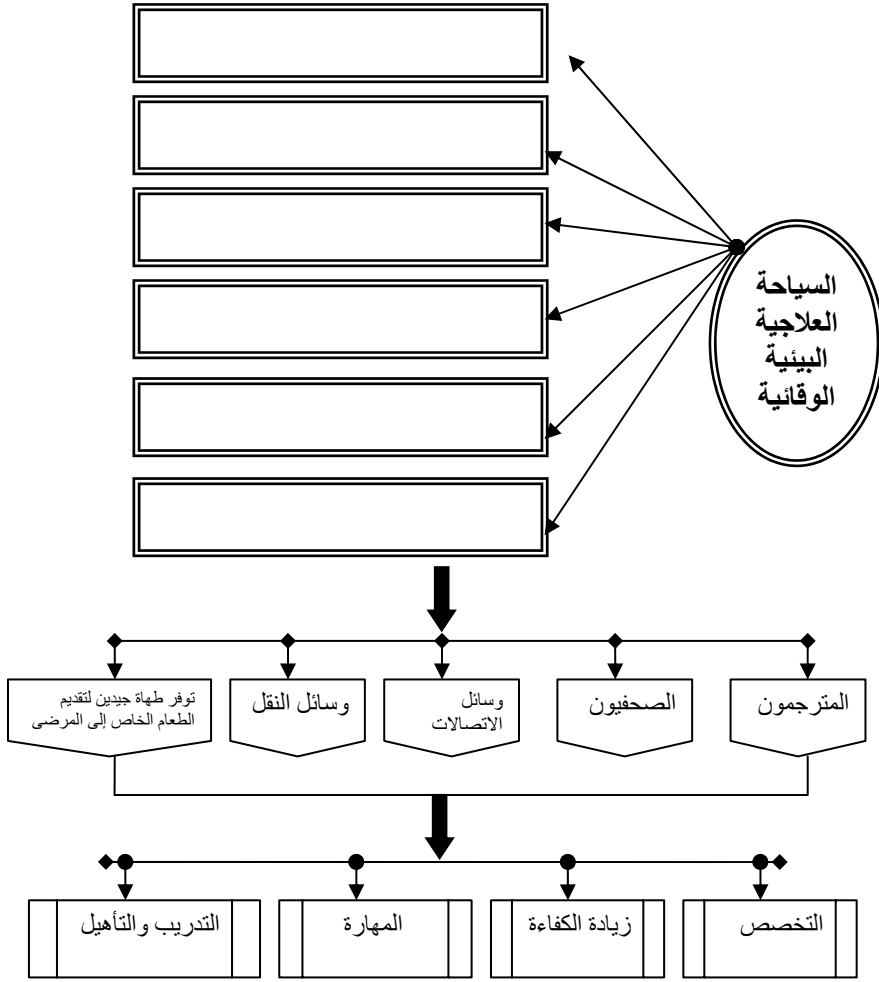 السياحة
العلاجية
البيئية
الوقائية
المترجمون
الصحفيون
وسائل
الاتصالات
وسائل النقل
توفر طهاة جيدين لتقديم
الطعام الخاص إلى المرضى
التخصص
زيادة الكفاءة
المهارة
التدريب والتأهيل